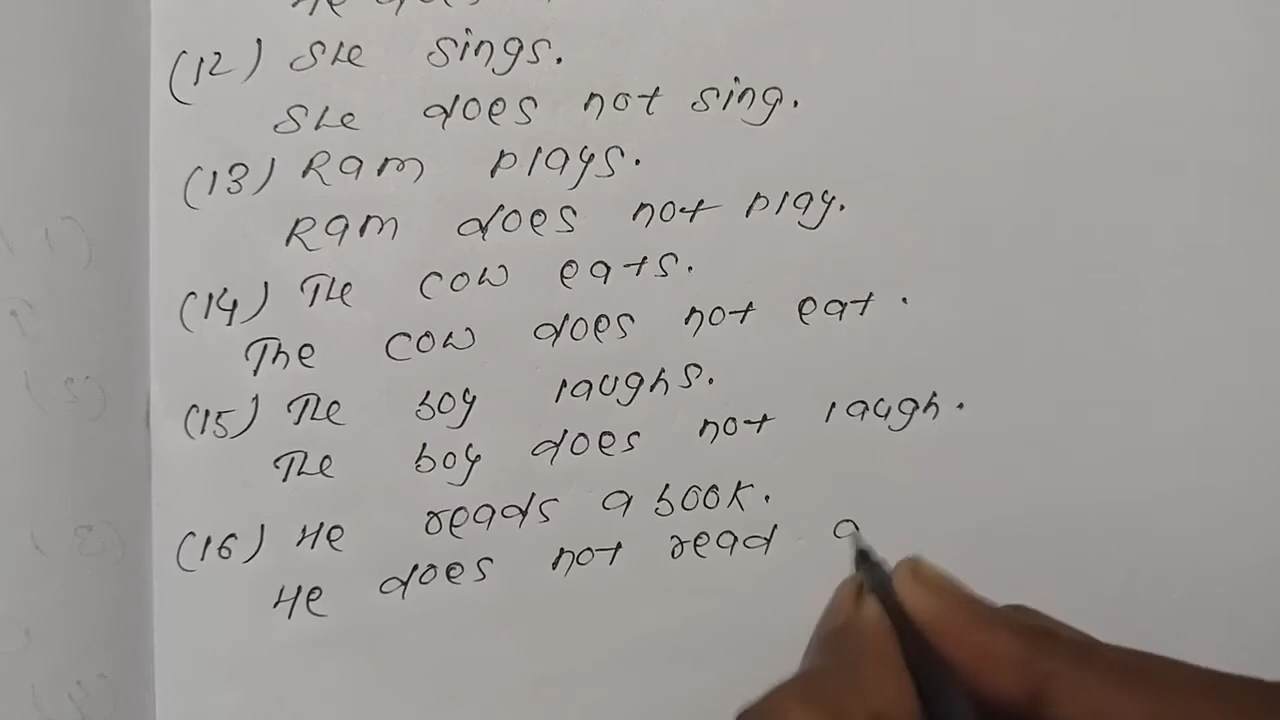 (12) She sings.
She does not sing.
(13) Ram plays.
Ram does not play.
(14) The cow eats.
The cow does not eat.
(15) The boy laughs.
The boy does not laugh.
(16) He reads a book.
He does not read a